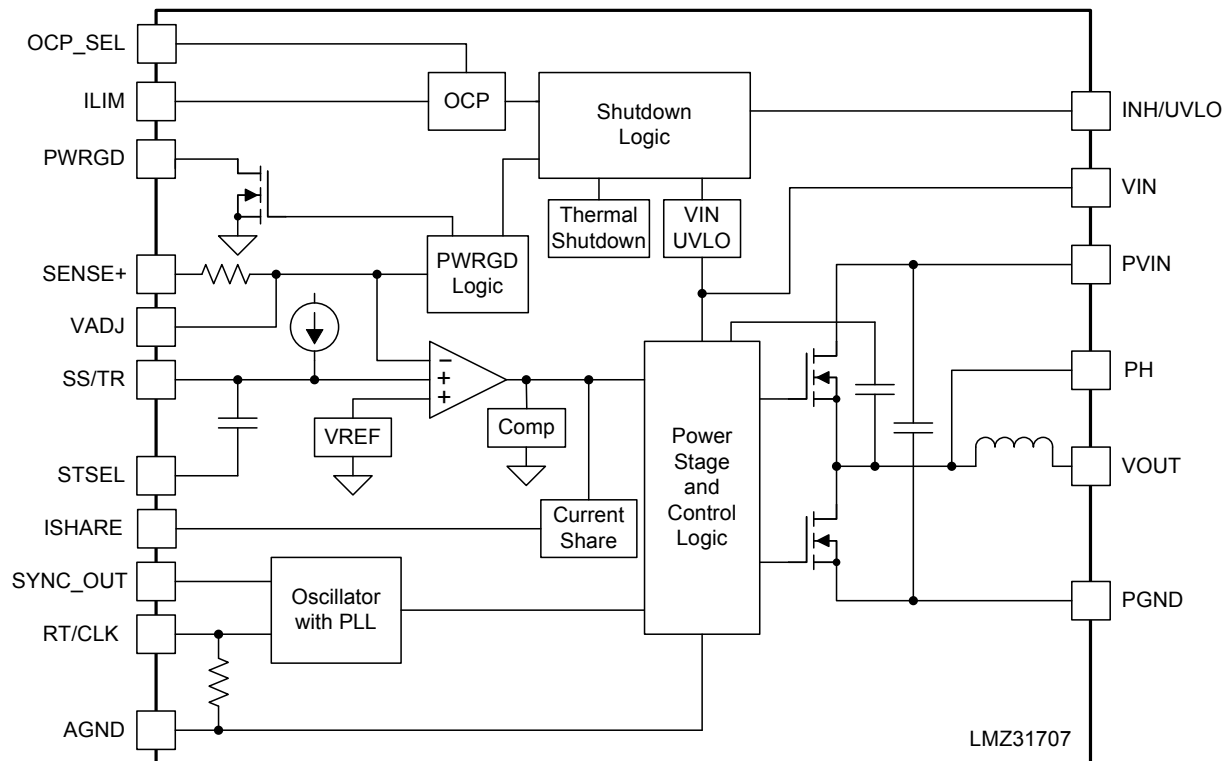 OCP_SEL
ILIM
PWRGD
SENSE+
VADJ
SS/TR
STSEL
ISHARE
SYNC_OUT
RT/CLK
AGND
OCP
Shutdown
Logic
Thermal
Shutdown
VIN
UVLO
PWRGD
Logic
−
+
+
VREF
Comp
Current
Share
Oscillator
with PLL
Power
Stage
and
Control
Logic
INH/UVLO
VIN
PVIN
PH
VOUT
PGND
LMZ31707